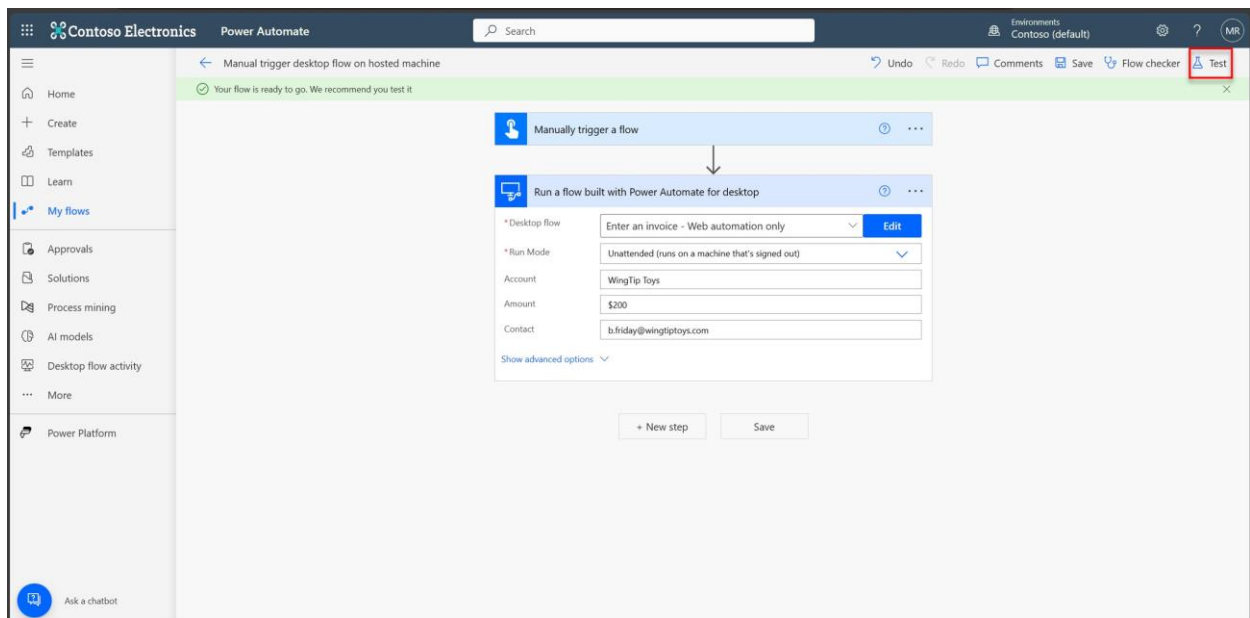 Contoso Electronics Power Automate Search Environments Contoso (default) ? MR
Manual trigger desktop flow on hosted machine Undo Redo Comments Save Flow checker Test
Your flow is ready to go. We recommend you test it
Home
Create
Templates
Learn
My flows
Approvals
Solutions
Process mining
AI models
Desktop flow activity
More
Power Platform
Ask a chatbot
Manually trigger a flow
Run a flow built with Power Automate for desktop
*Desktop flow Enter an invoice - Web automation only Edit
*Run Mode Unattended (runs on a machine that's signed out)
Account WingTip Toys
Amount $200
Contact b.friday@wingtiptoys.com
Show advanced options
+ New step Save